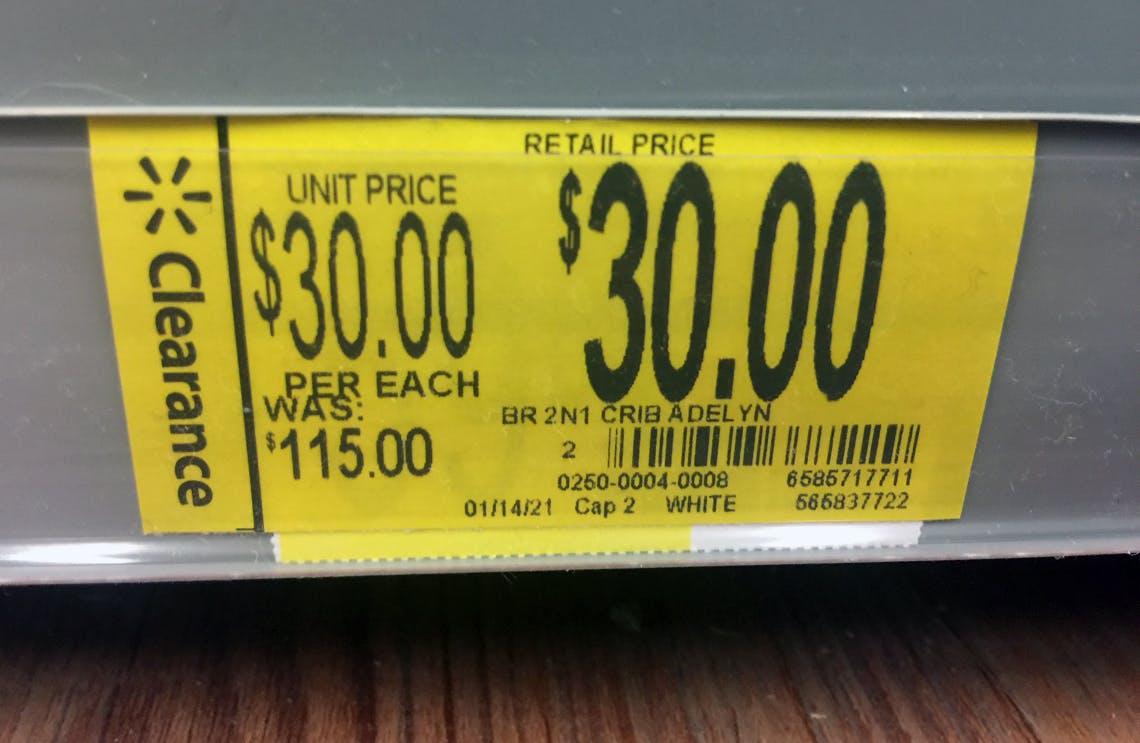 Clearance
RETAIL PRICE
UNIT PRICE
$30.00
$30.00
PER EACH
WAS:
$115.00
BR 2N1 CRIB ADELYN
2
0250-0004-0008 6585717711
01/14/21 Cap 2 WHITE 565837722